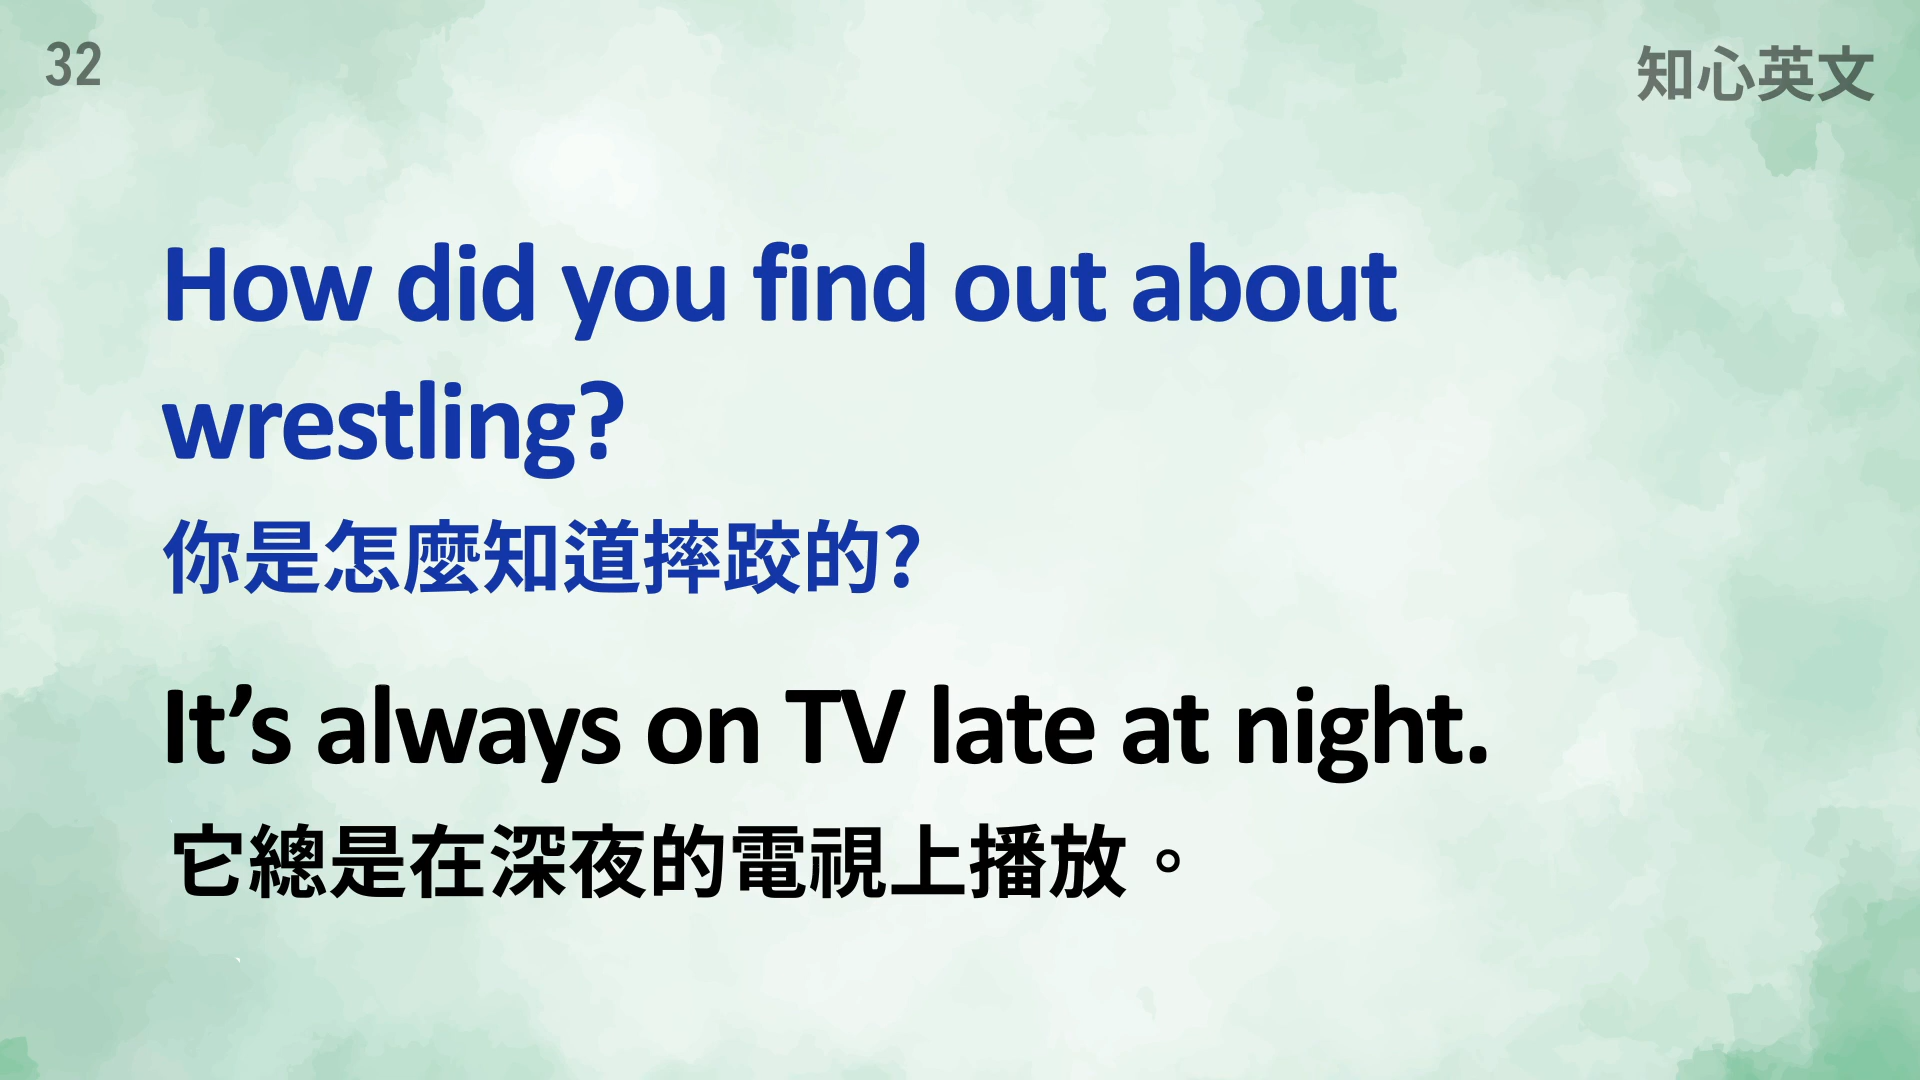 32
知心英文
How did you find out about
wrestling?
你是怎麼知道摔跤的?
It’s always on TV late at night.
它總是在深夜的電視上播放。